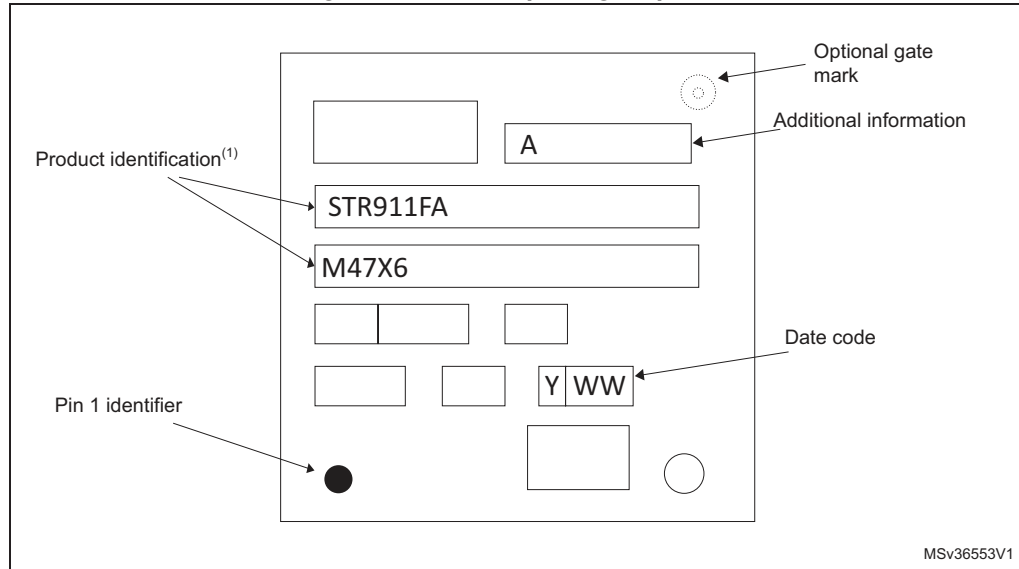 Optional gate
mark
A
Additional information
Product identification(1)
STR911FA
M47X6
Date code
Y WW
Pin 1 identifier
MSv36553V1